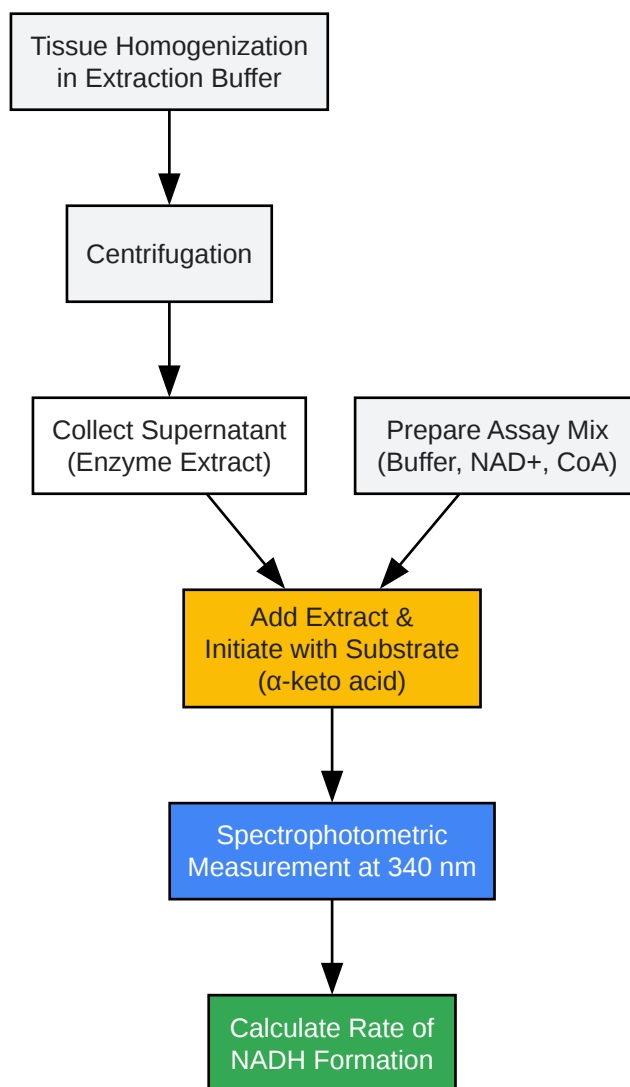 Tissue Homogenization
in Extraction Buffer
Centrifugation
Collect Supernatant
(Enzyme Extract)
Prepare Assay Mix
(Buffer, NAD+, CoA)
Add Extract &
Initiate with Substrate
(α-keto acid)
Spectrophotometric
Measurement at 340 nm
Calculate Rate of
NADH Formation